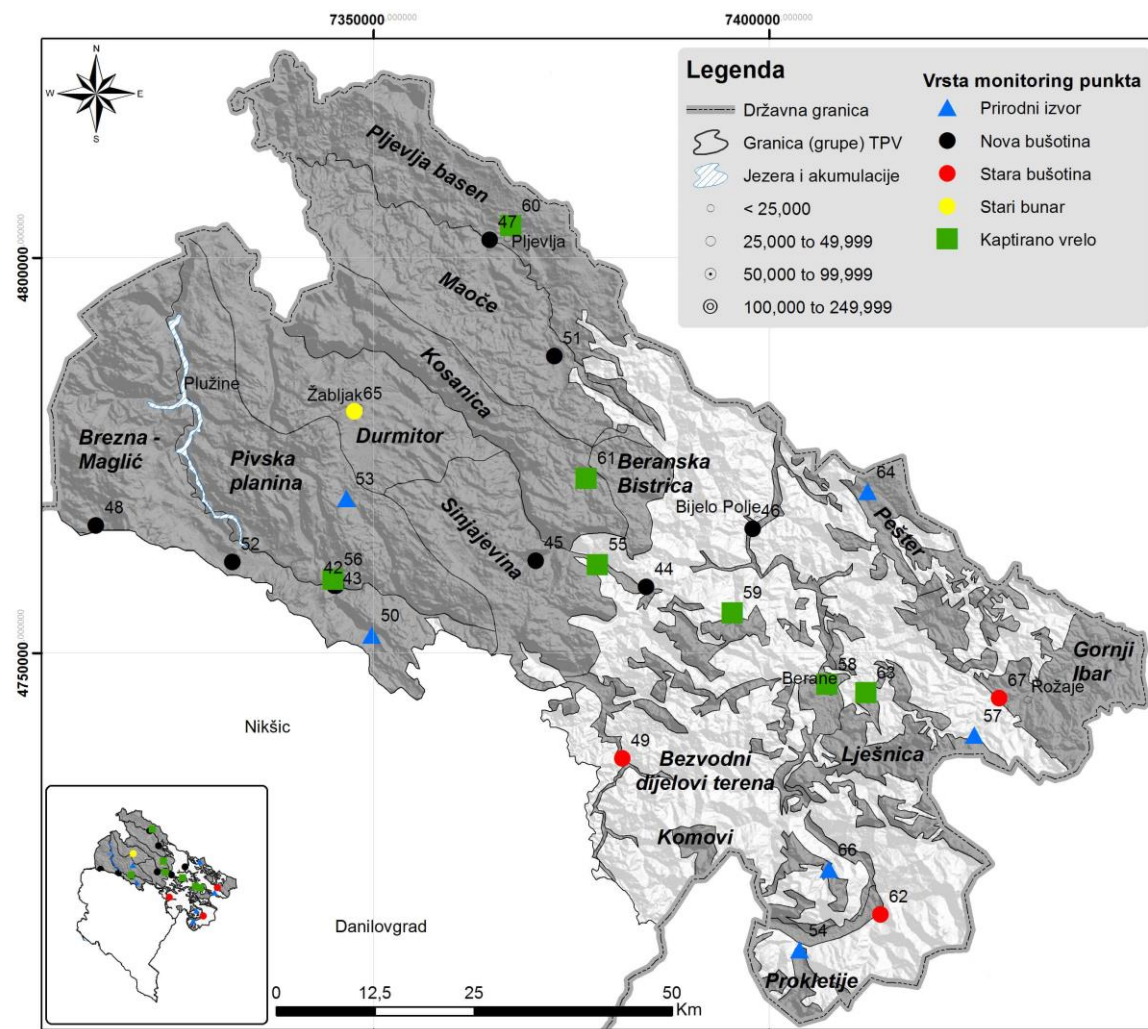 7350000.000000
7400000.000000
N
W E
S
Legenda
Državna granica
Granica (grupe) TPV
Jezera i akumulacije
< 25,000
25,000 to 49,999
50,000 to 99,999
100,000 to 249,999
Vrsta monitoring punkta
Prirodni izvor
Nova bušotina
Stara bušotina
Stari bunar
Kaptirano vrelo
4800000.000000
4750000.000000
Pljevlja basen
60
47
Pljevlja
Maoče
51
Kosanica
Plužine
Žabljak 65
Durmitor
Brezna -
Maglić
Pivska
planina
53
61
Beranska
Bistrica
64
Pešter
48
52
Sinjajevina
45
55
Bijelo Polje
46
56
42
43
44
59
50
Gornji
Ibar
58
Berane
63
67
Rožaje
57
Nikšic
49
Bezvodni
dijelovi terena
Lješnica
Komovi
66
62
Danilovgrad
54
Prokletije
0 12,5 25 50
Km